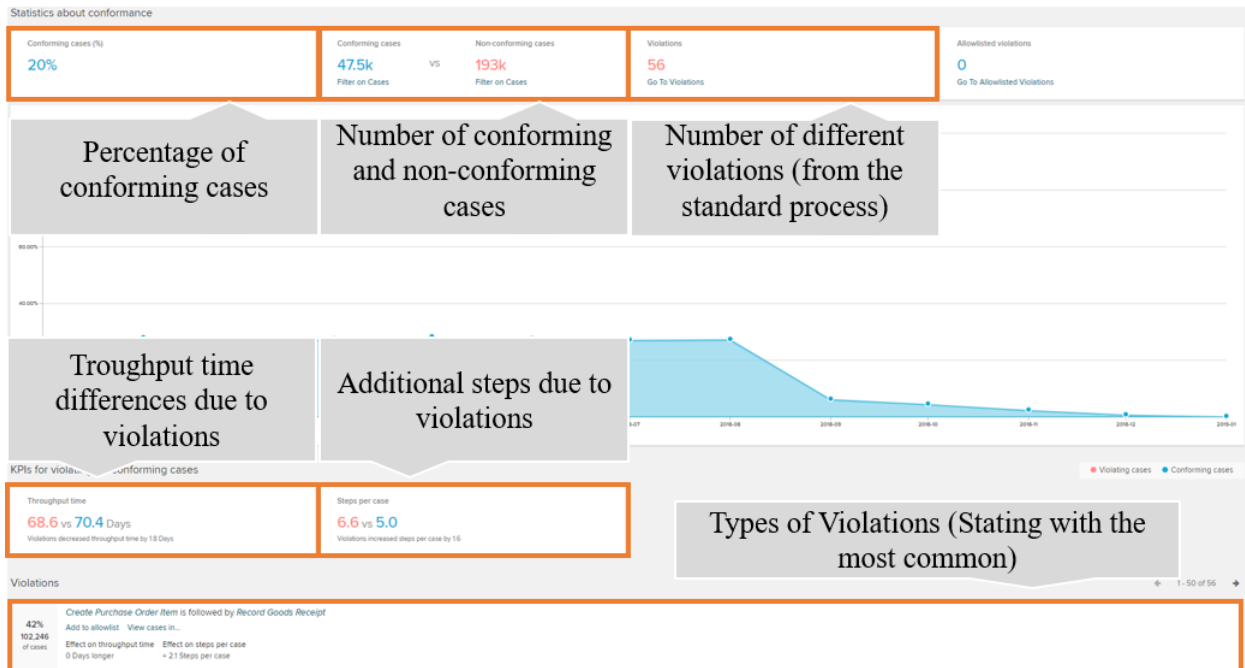 Statistics about conformance
Conforming cases (%)
20%
Conforming cases
47.5k
Filter on Cases
VS
Non-conforming cases
193k
Filter on Cases
Violations
56
Go To Violations
Allowlisted violations
0
Go To Allowlisted Violations
Percentage of
conforming cases
Number of conforming
and non-conforming
cases
Number of different
violations (from the
standard process)
60.00%
40.00%
Troughput time
differences due to
violations
Additional steps due to
violations
2018-08
2018-09
2018-10
2018-11
2018-12
2019-01
KPIs for conforming cases
Violating cases
Conforming cases
Throughput time
68.6 vs 70.4 Days
Violations decreased throughput time by 1.8 Days
Steps per case
6.6 vs 5.0
Violations increased steps per case by 1.6
Types of Violations (Stating with the
most common)
Violations
1 - 50 of 56
42%
102,246
of cases
Create Purchase Order Item is followed by Record Goods Receipt
Add to allowlist View cases in...
Effect on throughput time Effect on steps per case
0 Days longer + 2.1 Steps per case